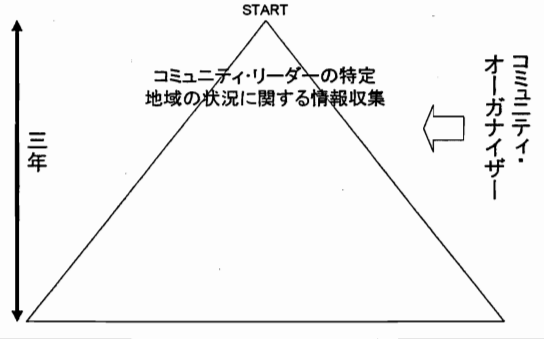 START
コミュニティ・リーダーの特定
地域の状況に関する情報収集
三年
コミュニティ・
オーガナイザー